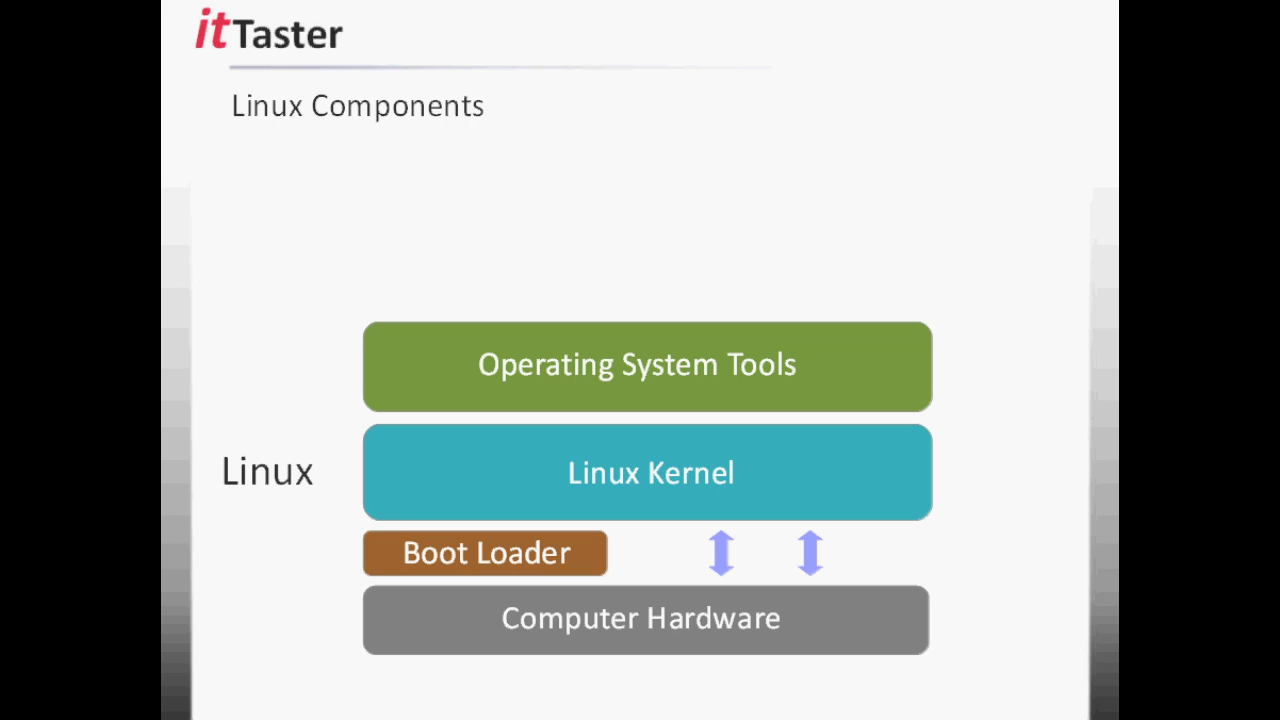 itTaster
Linux Components
Operating System Tools
Linux
Linux Kernel
Boot Loader
Computer Hardware